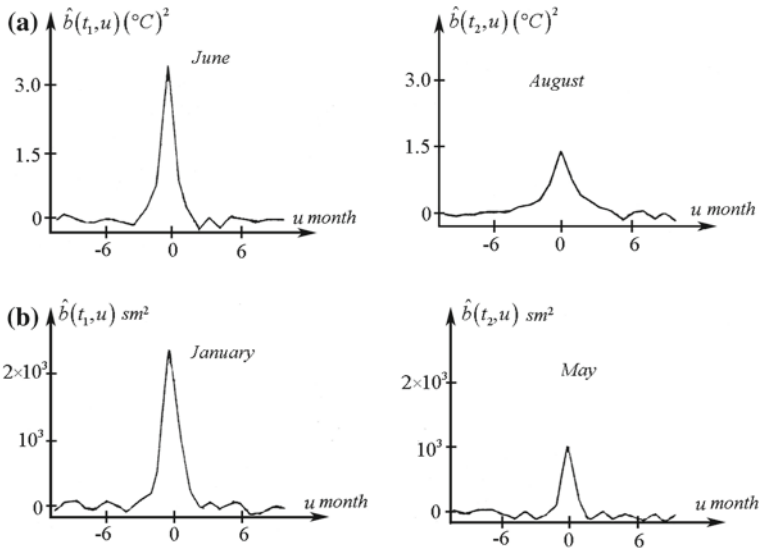 (a) b̂(t₁,u) (°C)²
June
3.0
1.5
0
u month
-6 0 6
b̂(t₂,u) (°C)²
August
3.0
1.5
0
u month
-6 0 6
(b) b̂(t₁,u) sm²
January
2×10³
10³
0
u month
-6 0 6
b̂(t₂,u) sm²
May
2×10³
10³
0
u month
-6 0 6